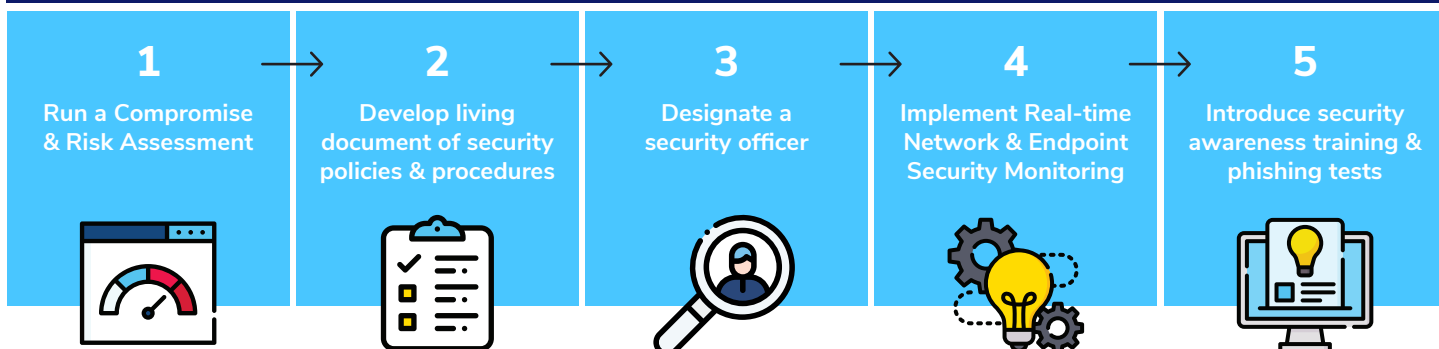 1
Run a Compromise
& Risk Assessment
2
Develop living
document of security
policies & procedures
3
Designate a
security officer
4
Implement Real-time
Network & Endpoint
Security Monitoring
5
Introduce security
awareness training &
phishing tests